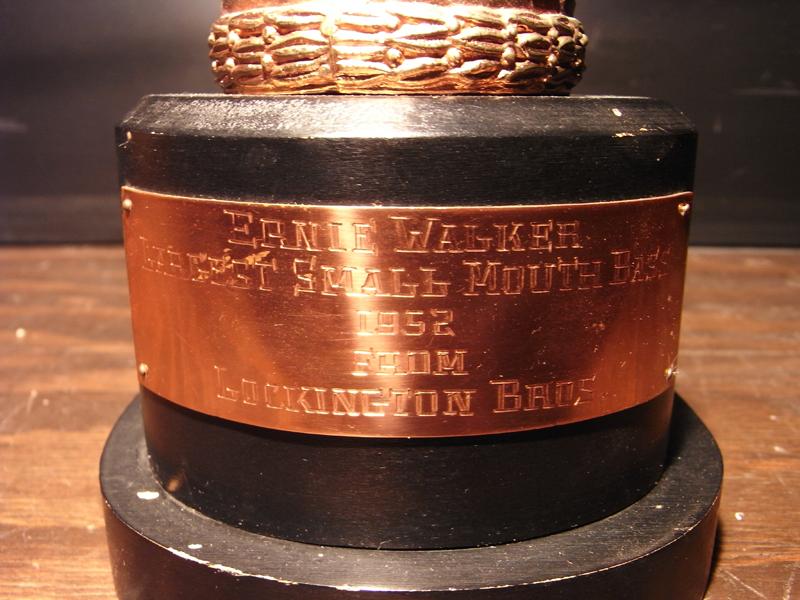 ERNIE WALKER
LARGEST SMALL MOUTH BASS
1952
FROM
LOCKINGTON BROS.